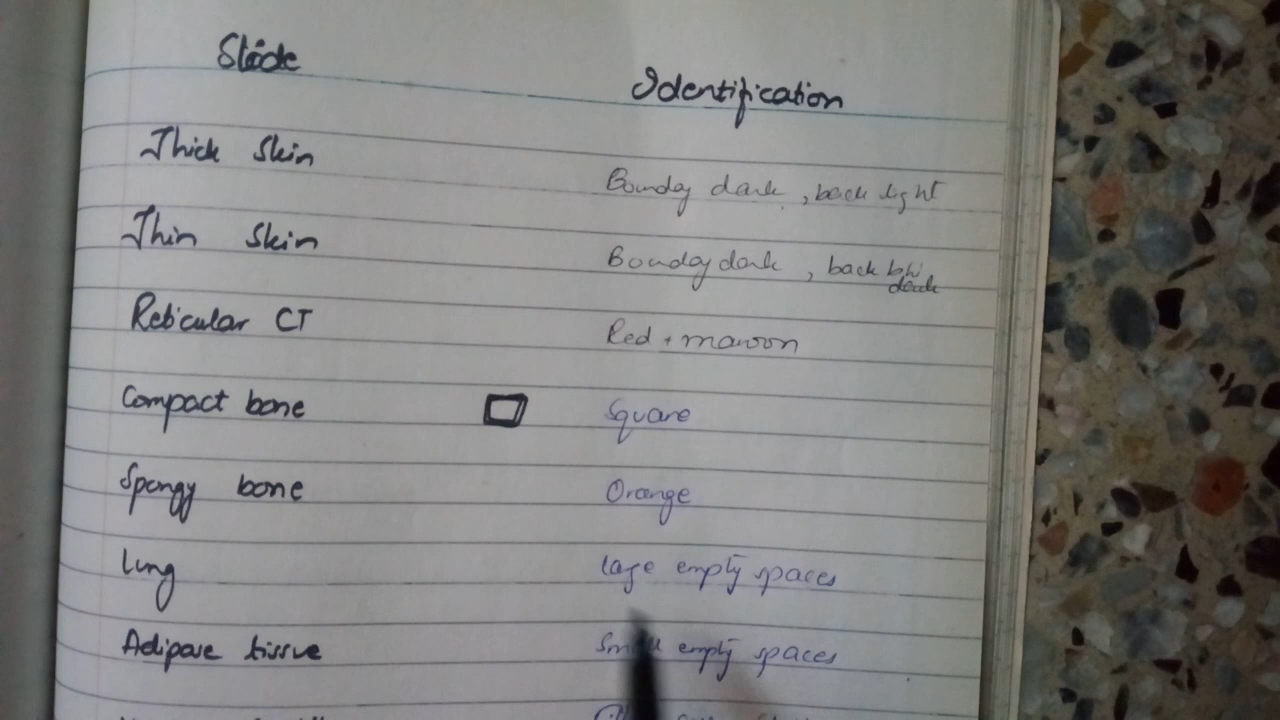 Slide Identification
Thick Skin
Bounday dark, back light
Thin Skin
Bounday dark, back
dark
Reticular CT
Red + maroon
Compact bone Square
Spongy bone Orange
Lung Lage empty spaces
Adipose tissue Small empty spaces